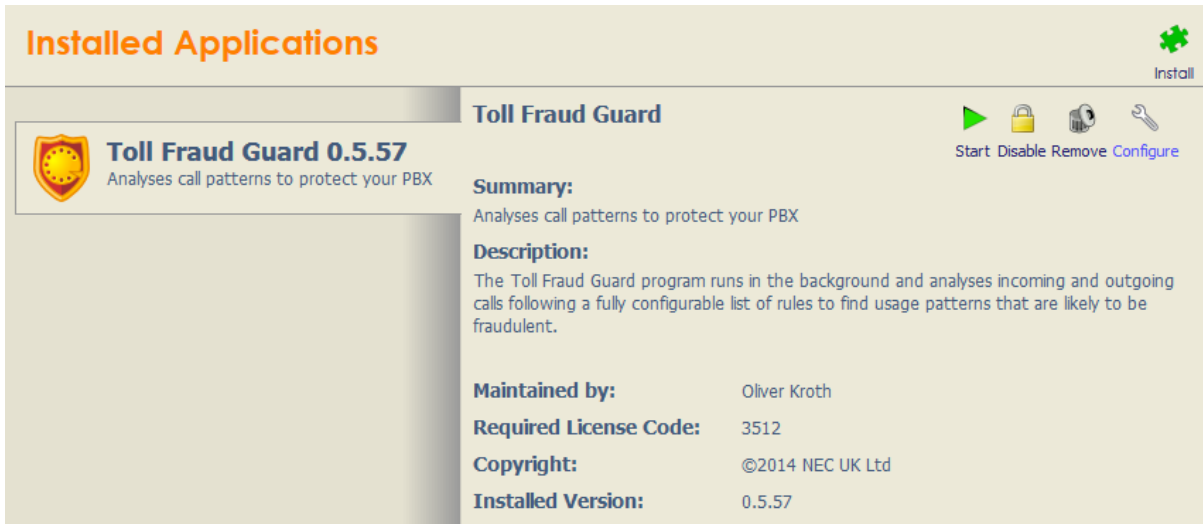 Installed Applications
Install
Toll Fraud Guard 0.5.57
Analyses call patterns to protect your PBX
Toll Fraud Guard
Start Disable Remove Configure
Summary:
Analyses call patterns to protect your PBX
Description:
The Toll Fraud Guard program runs in the background and analyses incoming and outgoing
calls following a fully configurable list of rules to find usage patterns that are likely to be
fraudulent.
Maintained by: Oliver Kroth
Required License Code: 3512
Copyright: ©2014 NEC UK Ltd
Installed Version: 0.5.57